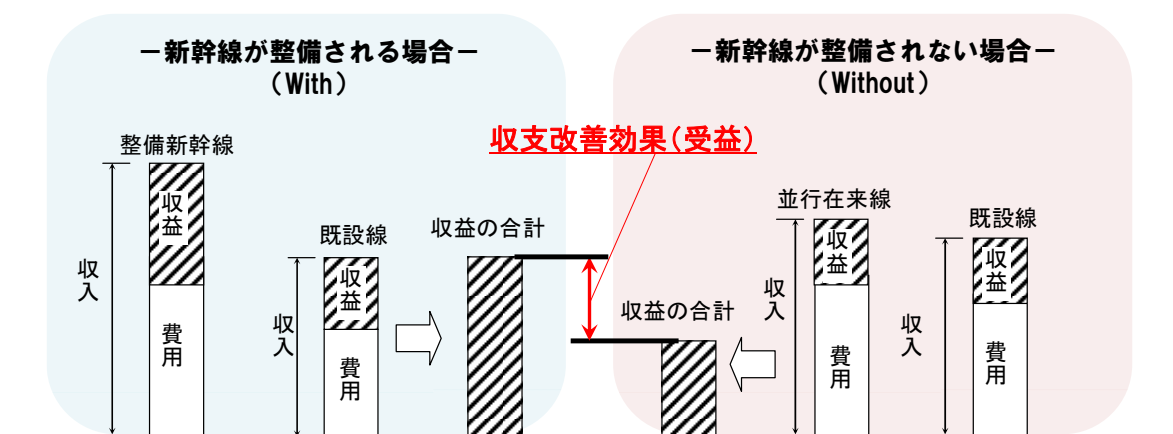 －新幹線が整備される場合－
（With）
整備新幹線
収益
費用
収入
既設線
収益
費用
収入
収益の合計
収支改善効果（受益）
－新幹線が整備されない場合－
（Without）
収益の合計
並行在来線
収益
費用
収入
既設線
収益
費用
収入